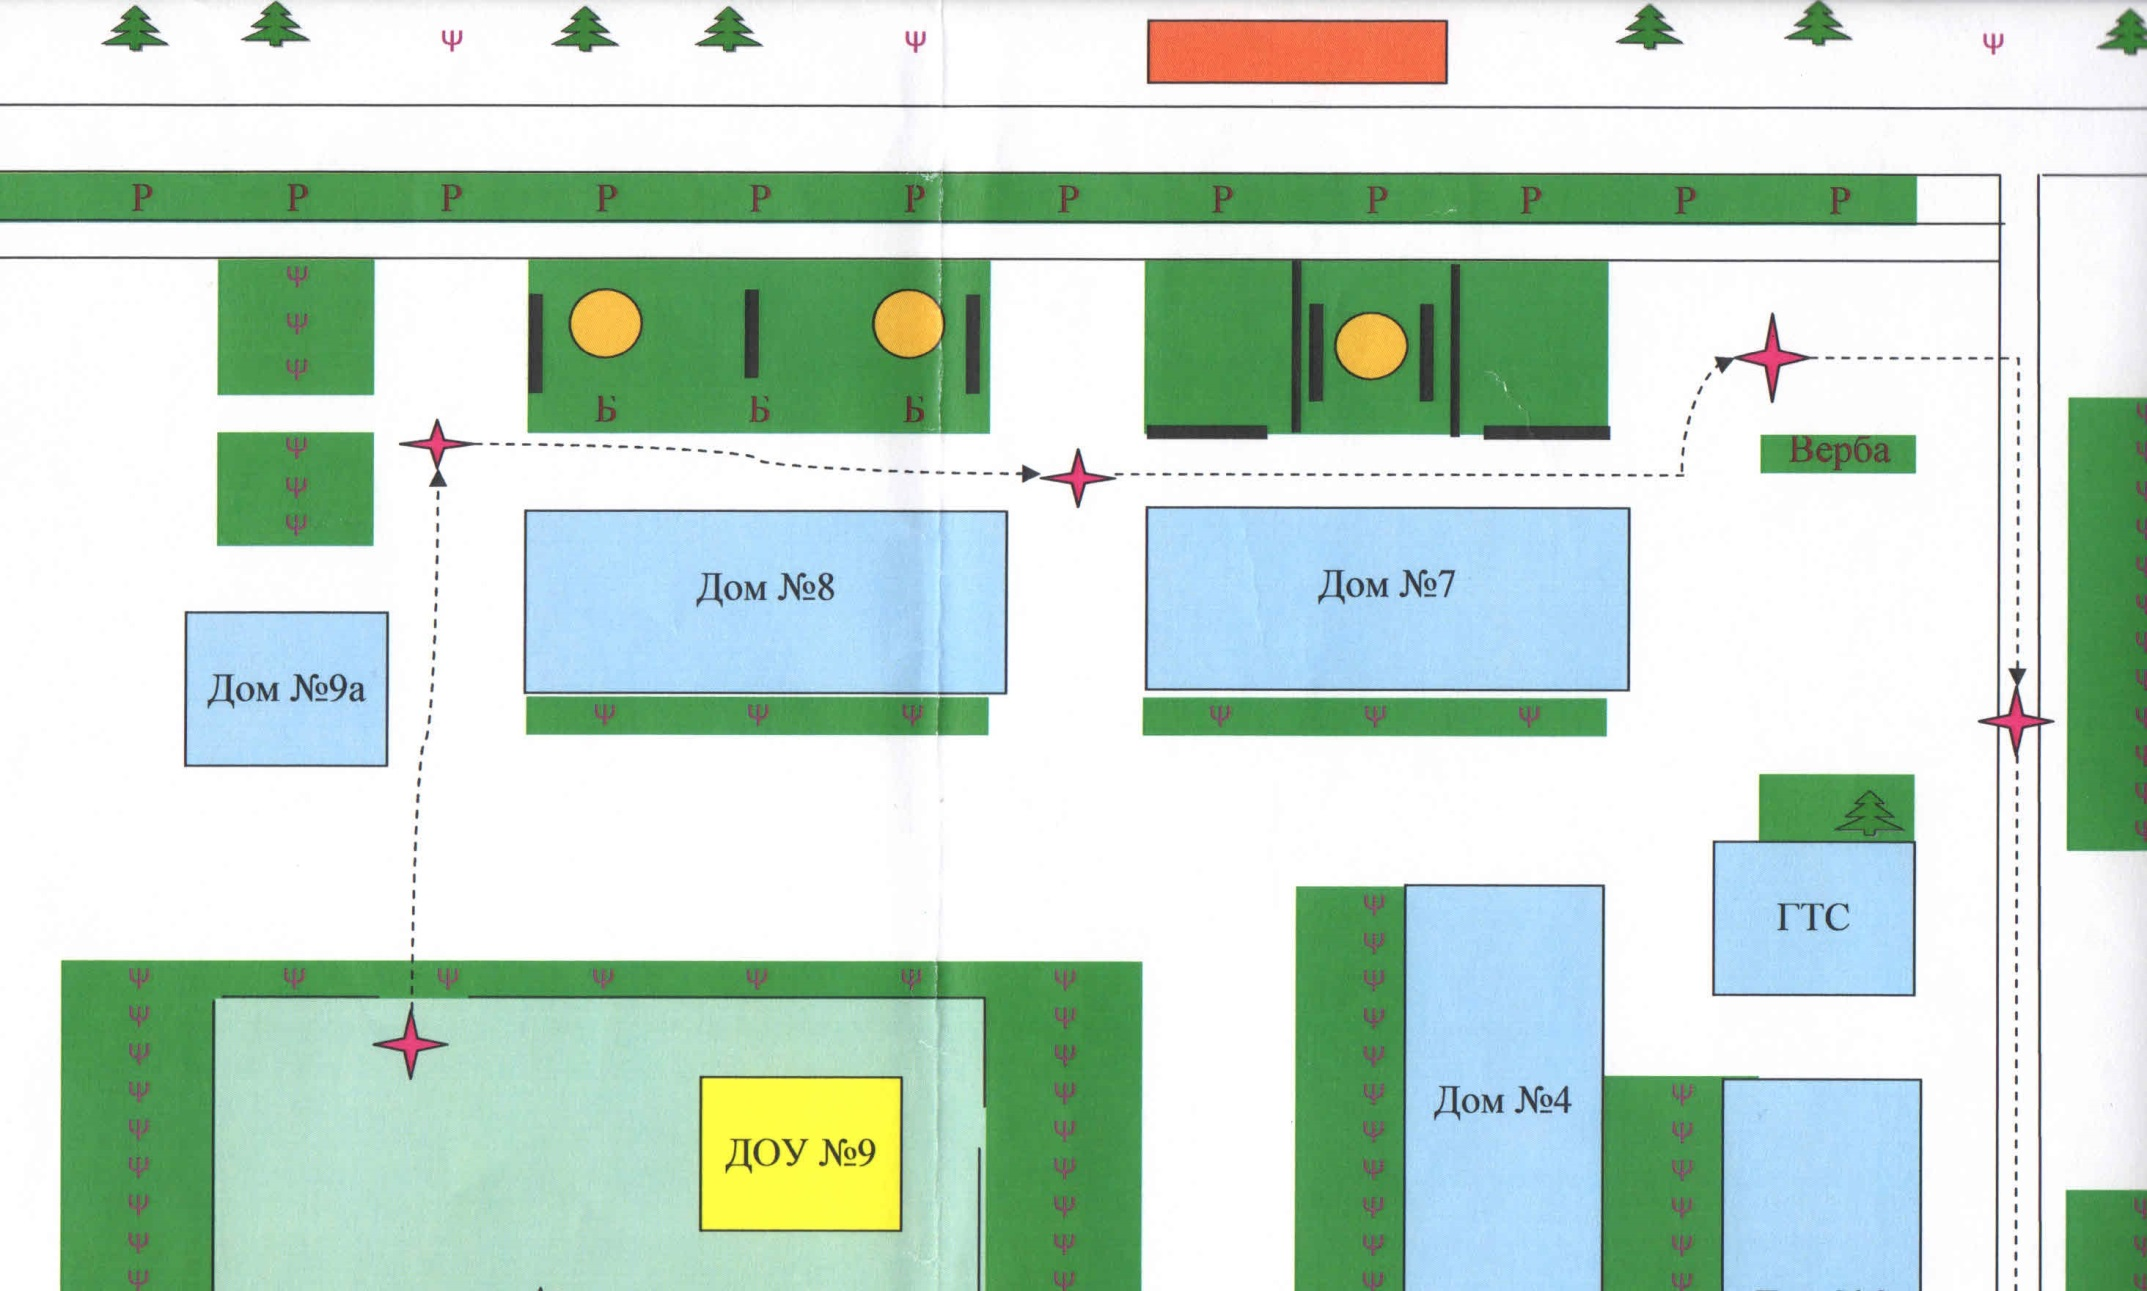 Р Р Р Р Р Р Р Р Р Р Р Р
Б Б Б
Верба
Дом №8
Дом №7
Дом №9а
ГТС
Дом №4
ДОУ №9